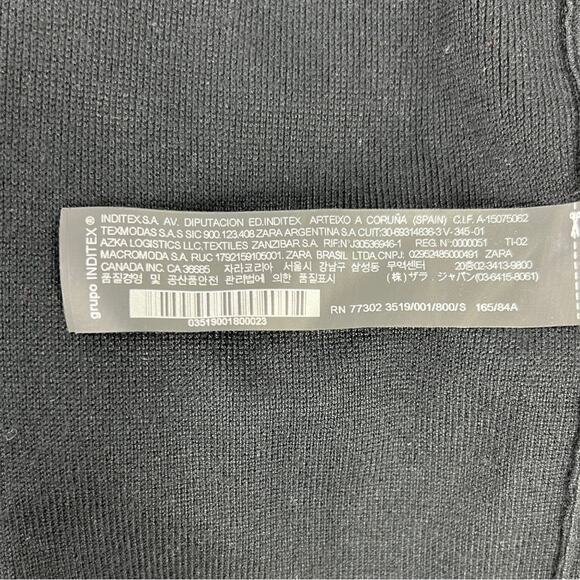 grupo INDITEX ®
INDITEX S.A. AV. DIPUTACION ED.INDITEX ARTEIXO A CORUÑA (SPAIN) C.I.F. A-15075062
TEXMODAS S.A.S SIC 900.123.408 ZARA ARGENTINA S.A CUIT:30-69314836-3 V- 345-01
AZKA LOGISTICS LLC,TEXTILES ZANZIBAR S.A. RIF:N°J30536946-1 REG. N°:0000051 TI-02
MACROMODA S.A. RUC 1792159105001. ZARA BRASIL LTDA.CNPJ: 02952485000491 ZARA
CANADA INC. CA 36685 자라코리아 서울시 강남구 삼성동 무역센터 20층02-3413-9800
품질경영 및 공산품안전 관리법에 의한 품질표시 (株) ザラ・ジャパン(03-6415-8061)
RN 77302 3519/001/800/S 165/84A
03519001800023